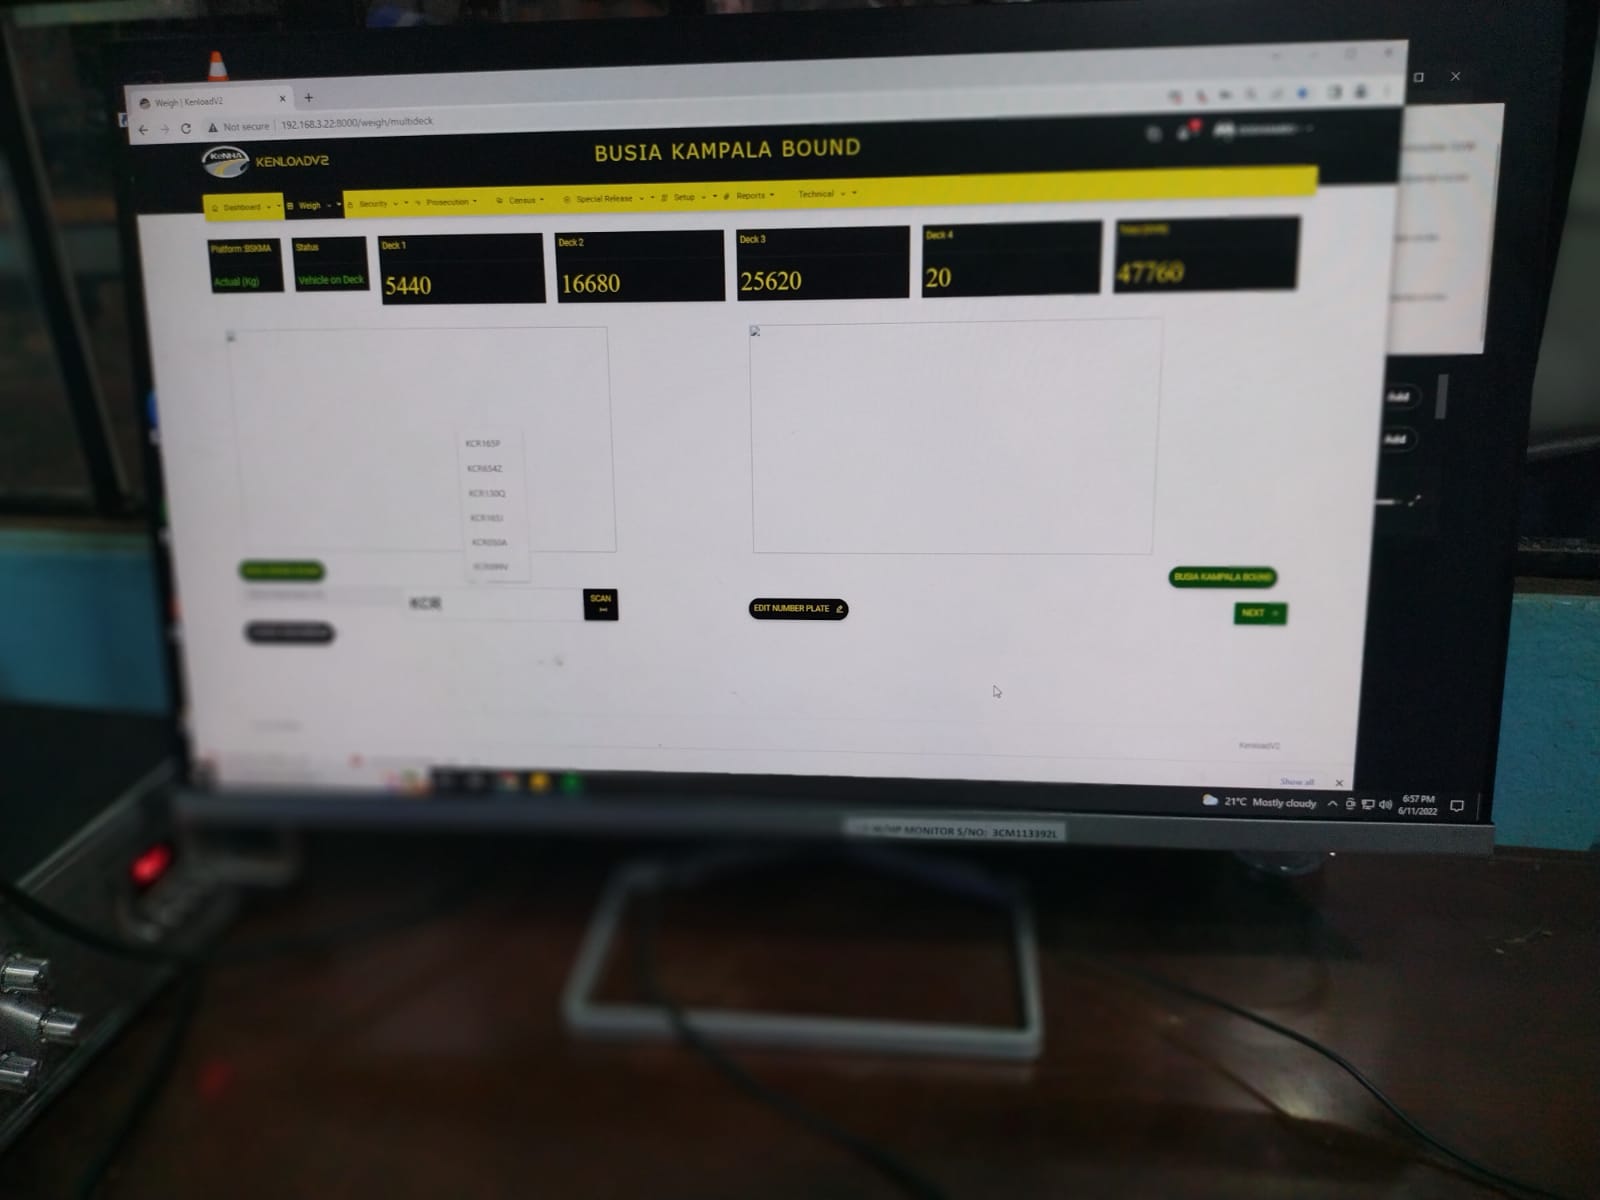 Weigh | KenloadV2
Not secure 192.168.3.22:8000/weigh/multideck
KeNHA KENLOADV2
BUSIA KAMPALA BOUND
Dashboard Weigh Security Prosecution Census Special Release Setup Reports Technical
Platform:BSKMA
Actual (Kg)
Status
Vehicle on Deck
Deck 1
5440
Deck 2
16680
Deck 3
25620
Deck 4
20
47760
KCR165P
KCR654Z
KCR130Q
KCR165J
KCR050A
KCR
SCAN
EDIT NUMBER PLATE
BUSIA KAMPALA BOUND
NEXT
Add
Add
KenloadV2
Show all
21°C Mostly cloudy
6:57 PM
6/11/2022
MONITOR S/NO: 3CM113392L